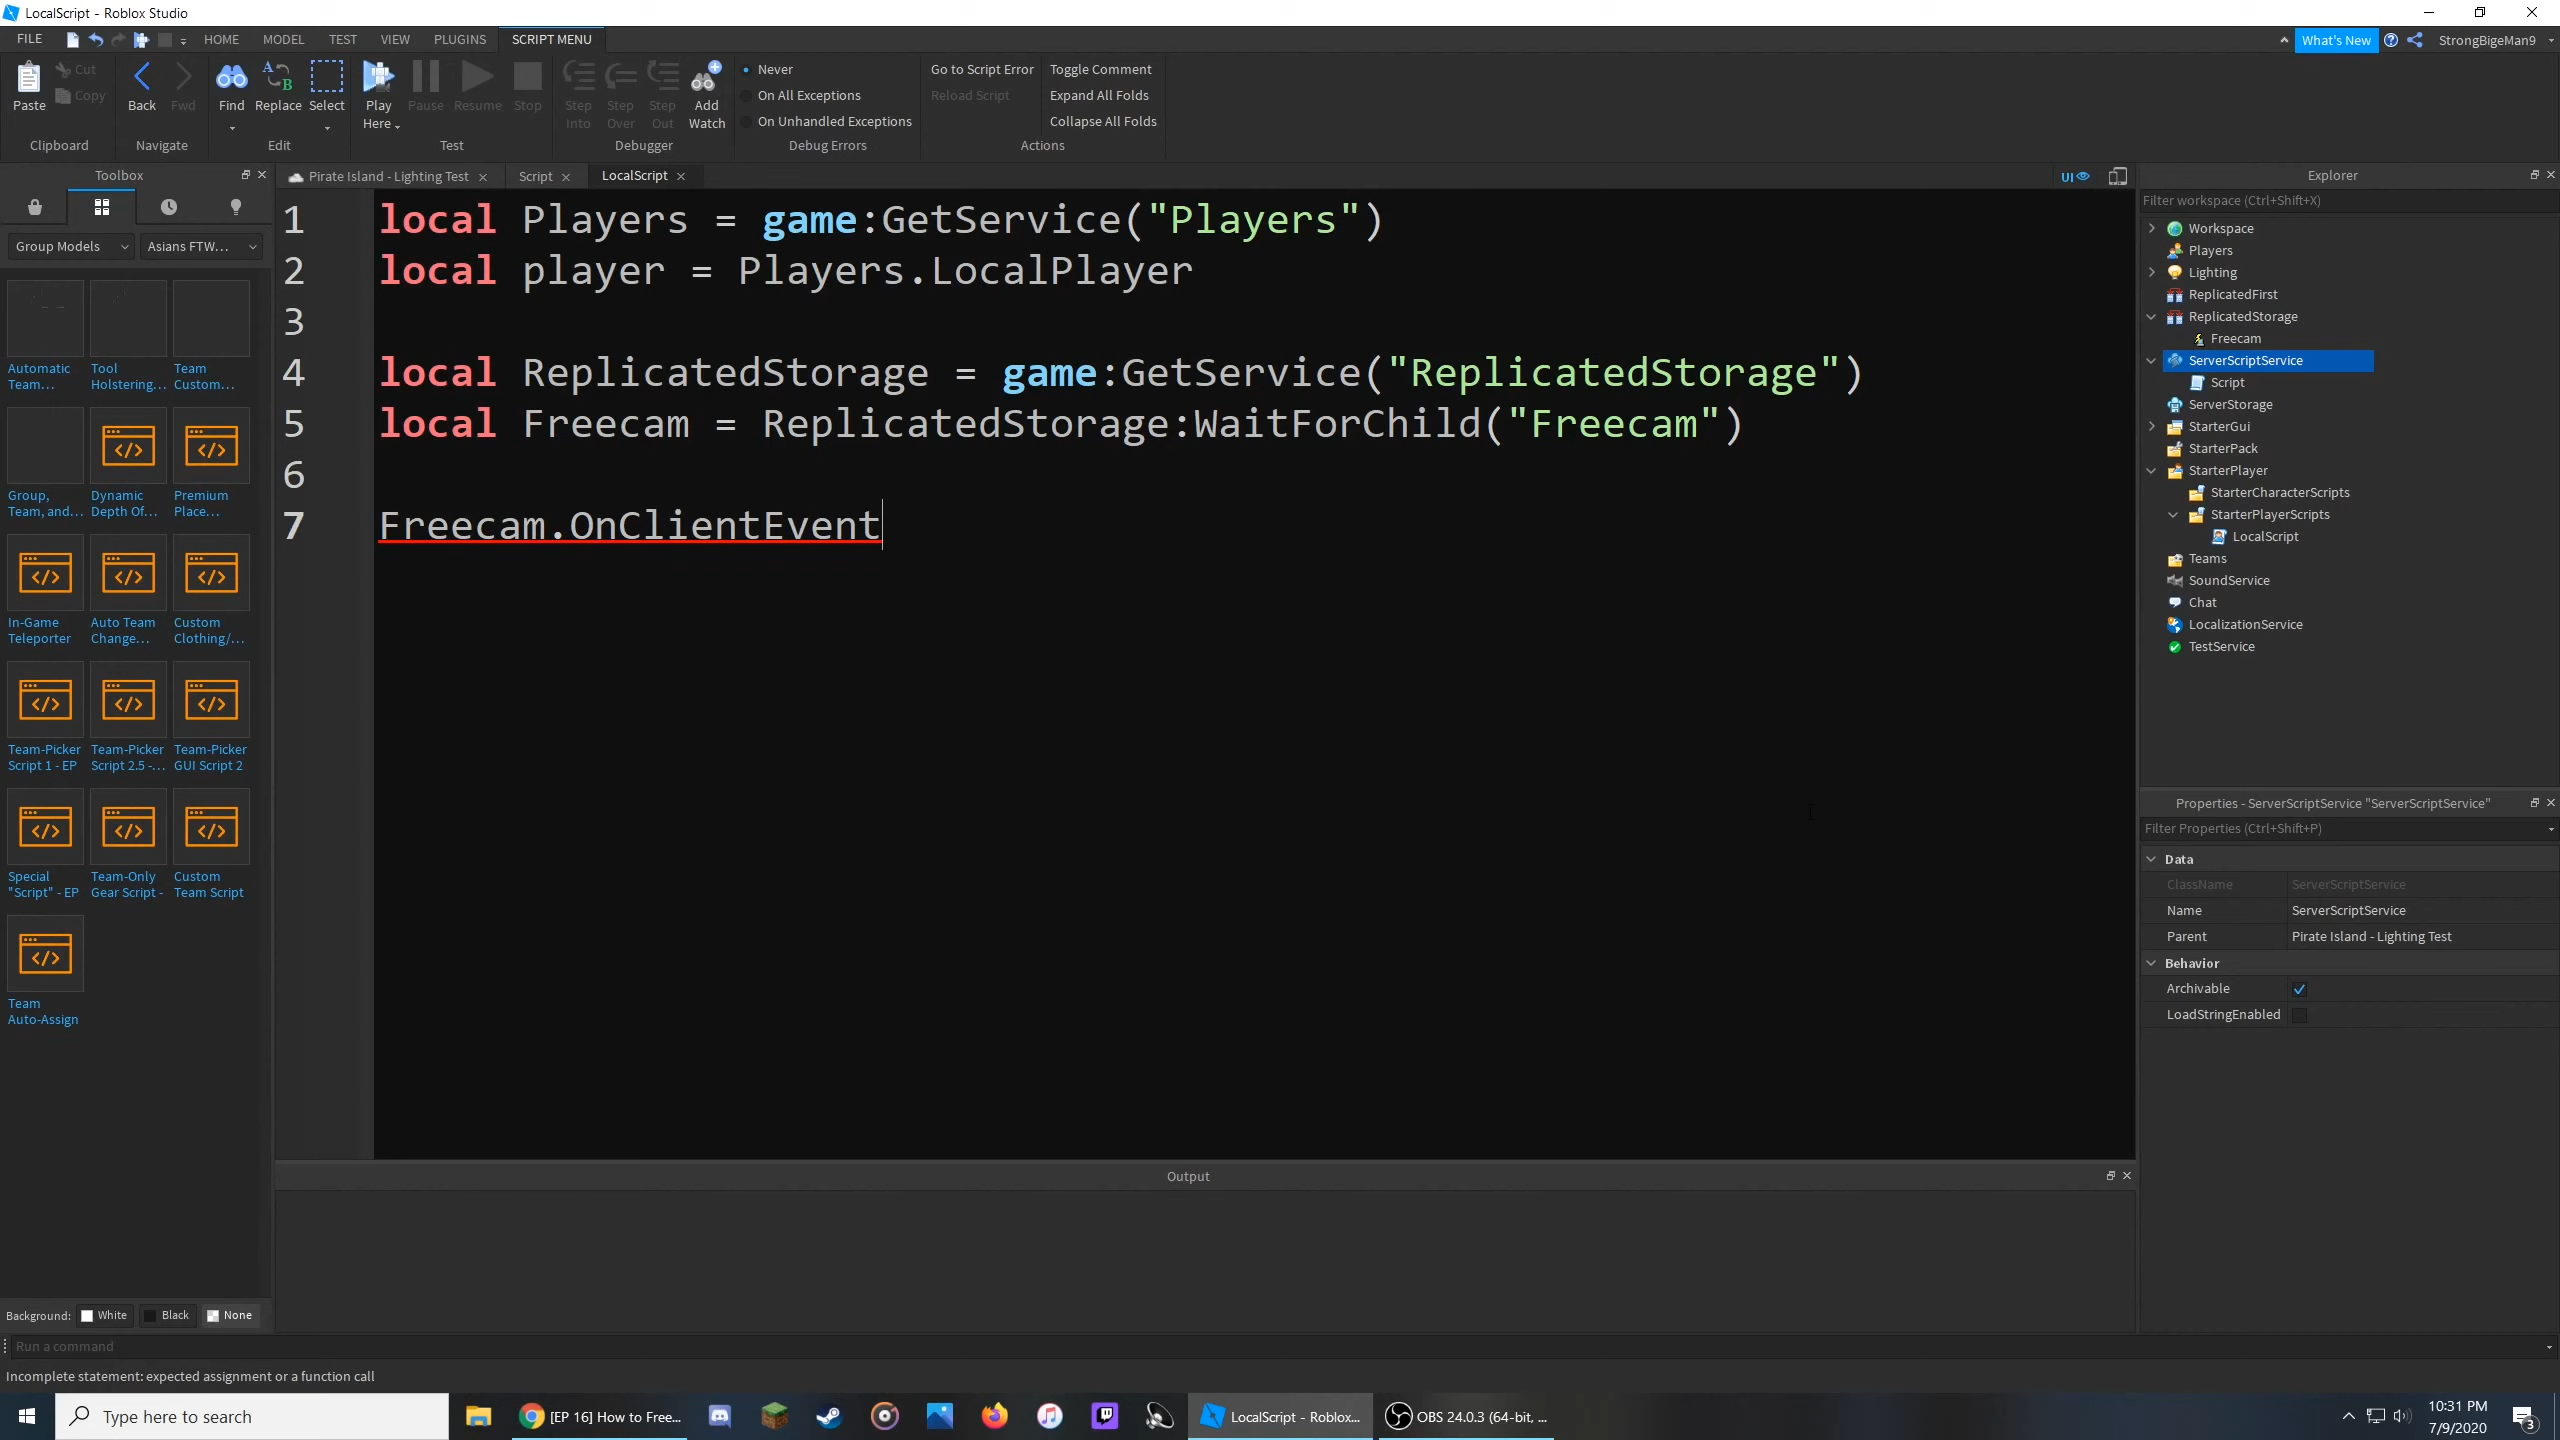 LocalScript - Roblox Studio
FILE HOME MODEL TEST VIEW PLUGINS SCRIPT MENU What's New StrongBigeMan9
Paste Cut Copy
Clipboard
Back Fwd
Navigate
Find Replace Select
Edit
Play Here Pause Resume Stop
Test
Step Into Step Over Step Out Add Watch
Debugger
Never
On All Exceptions
On Unhandled Exceptions
Debug Errors
Go to Script Error
Reload Script
Toggle Comment
Expand All Folds
Collapse All Folds
Actions
Toolbox
Group Models Asians FTW...
Automatic Team...
Tool Holstering...
Team Custom...
Group, Team, and...
Dynamic Depth Of...
Premium Place...
In-Game Teleporter
Auto Team Change...
Custom Clothing/...
Team-Picker Script 1 - EP
Team-Picker Script 2.5 -...
Team-Picker GUI Script 2
Special "Script" - EP
Team-Only Gear Script -
Custom Team Script
Team Auto-Assign
Background: White Black None
Pirate Island - Lighting Test Script LocalScript UI
1 local Players = game:GetService("Players")
2 local player = Players.LocalPlayer
3
4 local ReplicatedStorage = game:GetService("ReplicatedStorage")
5 local Freecam = ReplicatedStorage:WaitForChild("Freecam")
6
7 Freecam.OnClientEvent
Output
Explorer
Filter workspace (Ctrl+Shift+X)
Workspace
Players
Lighting
ReplicatedFirst
ReplicatedStorage
Freecam
ServerScriptService
Script
ServerStorage
StarterGui
StarterPack
StarterPlayer
StarterCharacterScripts
StarterPlayerScripts
LocalScript
Teams
SoundService
Chat
LocalizationService
TestService
Properties - ServerScriptService "ServerScriptService"
Filter Properties (Ctrl+Shift+P)
Data
ClassName ServerScriptService
Name ServerScriptService
Parent Pirate Island - Lighting Test
Behavior
Archivable
LoadStringEnabled
Run a command
Incomplete statement: expected assignment or a function call
Type here to search
[EP 16] How to Free...
LocalScript - Roblox...
OBS 24.0.3 (64-bit, ...
10:31 PM
7/9/2020
3